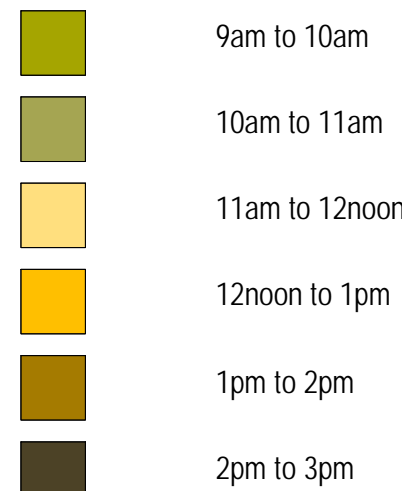 9am to 10am
10am to 11am
11am to 12noon
12noon to 1pm
1pm to 2pm
2pm to 3pm